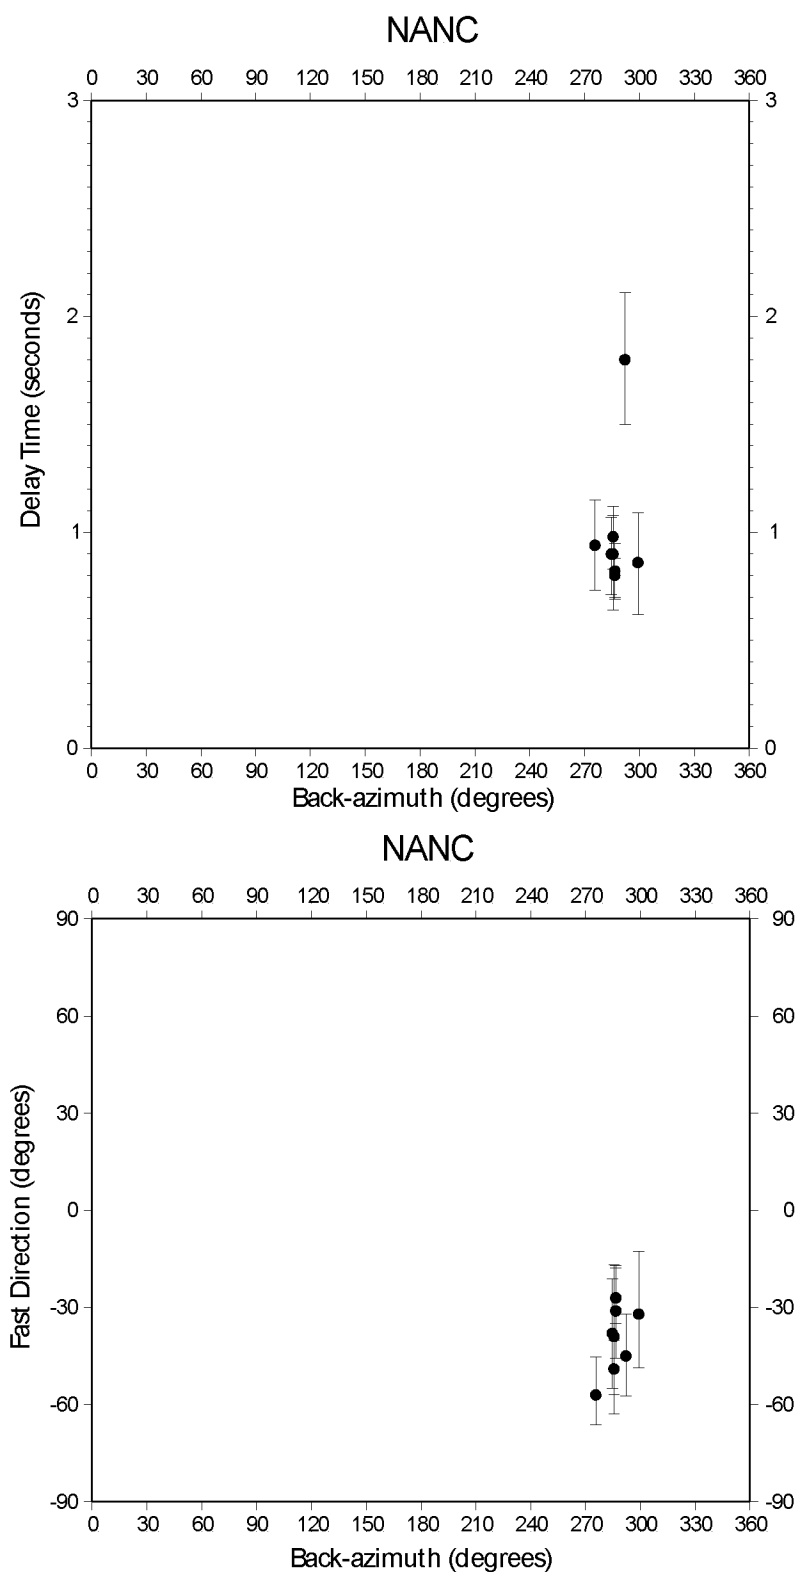 NANC
0 30 60 90 120 150 180 210 240 270 300 330 360
3 3
2 2
1 1
0 0
Delay Time (seconds)
0 30 60 90 120 150 180 210 240 270 300 330 360
Back-azimuth (degrees)
NANC
0 30 60 90 120 150 180 210 240 270 300 330 360
90 90
60 60
30 30
0 0
-30 -30
-60 -60
-90 -90
Fast Direction (degrees)
0 30 60 90 120 150 180 210 240 270 300 330 360
Back-azimuth (degrees)